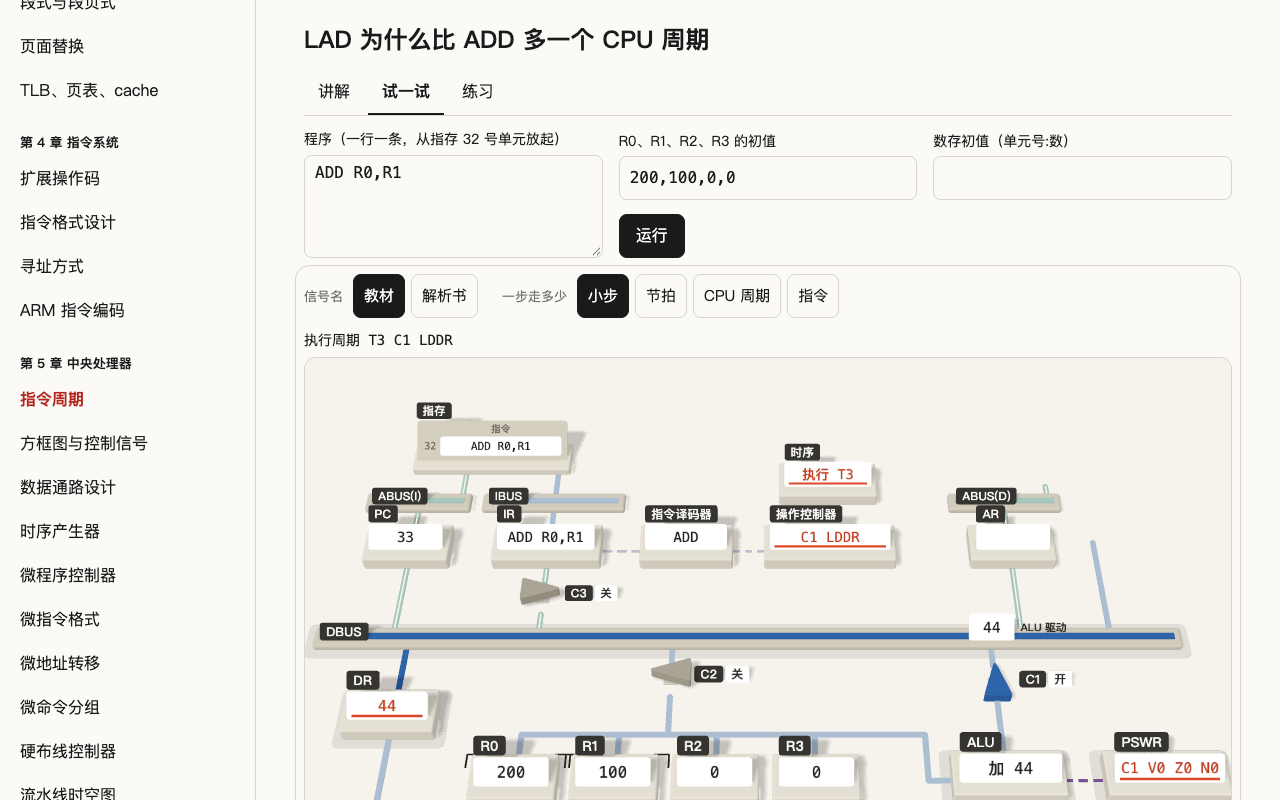 段式与段页式
页面替换
TLB、页表、cache
第 4 章 指令系统
扩展操作码
指令格式设计
寻址方式
ARM 指令编码
第 5 章 中央处理器
指令周期
方框图与控制信号
数据通路设计
时序产生器
微程序控制器
微指令格式
微地址转移
微命令分组
硬布线控制器
流水线时空图
LAD 为什么比 ADD 多一个 CPU 周期
讲解 试一试 练习
程序（一行一条，从指存 32 号单元放起） R0、R1、R2、R3 的初值 数存初值（单元号:数）
ADD R0,R1 200,100,0,0
运行
信号名 教材 解析书 一步走多少 小步 节拍 CPU 周期 指令
执行周期 T3 C1 LDDR
指存
指令
32 ADD R0,R1
时序
执行 T3
ABUS(I) IBUS ABUS(D)
PC IR 指令译码器 操作控制器 AR
33 ADD R0,R1 ADD C1 LDDR
C3 关
DBUS 44 ALU 驱动
DR C2 关 C1 开
44
R0 R1 R2 R3 ALU PSWR
200 100 0 0 加 44 C1 V0 Z0 N0